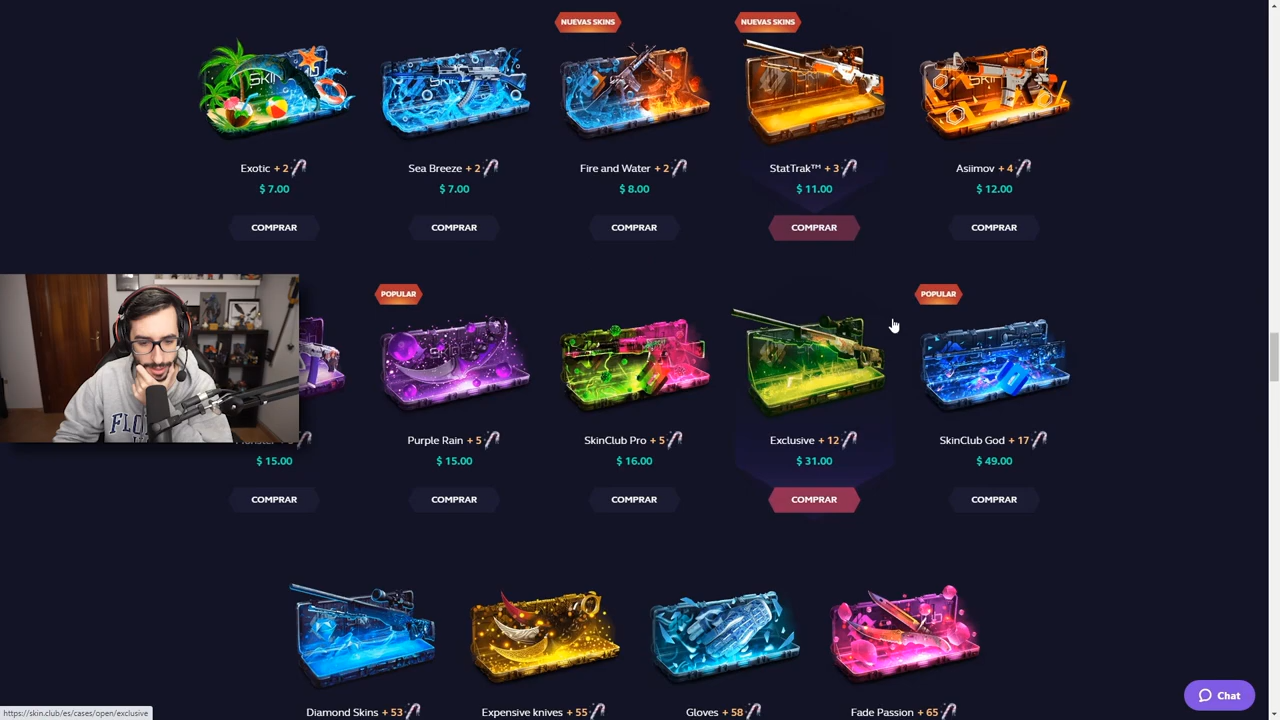 NUEVAS SKINS
NUEVAS SKINS
SKIN
Exotic + 2
Sea Breeze + 2
Fire and Water + 2
StatTrak™ + 3
Asiimov + 4
$ 7.00
$ 7.00
$ 8.00
$ 11.00
$ 12.00
COMPRAR
COMPRAR
COMPRAR
COMPRAR
COMPRAR
POPULAR
POPULAR
FLO
Purple Rain + 5
SkinClub Pro + 5
Exclusive + 12
SkinClub God + 17
$ 15.00
$ 15.00
$ 16.00
$ 31.00
$ 49.00
COMPRAR
COMPRAR
COMPRAR
COMPRAR
COMPRAR
Diamond Skins + 53
Expensive knives + 55
Gloves + 58
Fade Passion + 65
Chat
https://skin.club/es/cases/open/exclusive